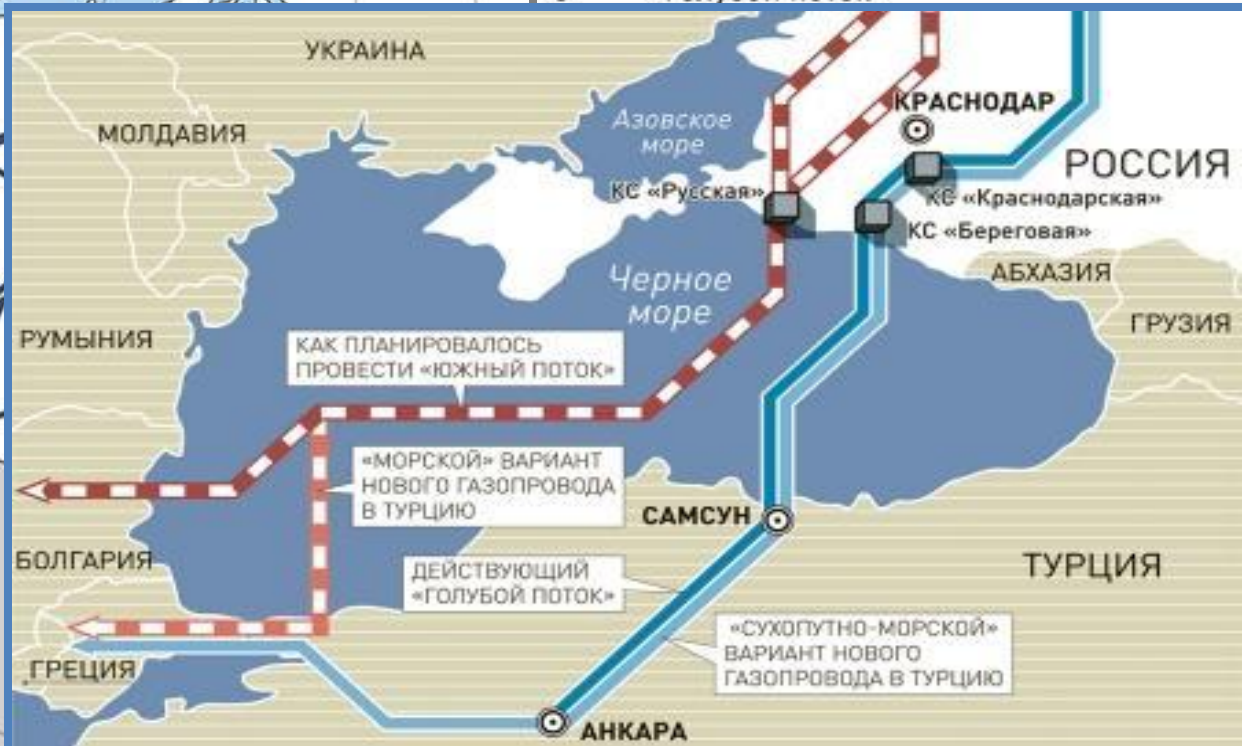 УКРАИНА
МОЛДАВИЯ
Азовское
море
КРАСНОДАР
РОССИЯ
КС «Русская»
КС «Краснодарская»
КС «Береговая»
АБХАЗИЯ
ГРУЗИЯ
Черное
море
РУМЫНИЯ
КАК ПЛАНИРОВАЛОСЬ
ПРОВЕСТИ «ЮЖНЫЙ ПОТОК»
«МОРСКОЙ» ВАРИАНТ
НОВОГО ГАЗОПРОВОДА
В ТУРЦИЮ
САМСУН
БОЛГАРИЯ
ДЕЙСТВУЮЩИЙ
«ГОЛУБОЙ ПОТОК»
ТУРЦИЯ
«СУХОПУТНО-МОРСКОЙ»
ВАРИАНТ НОВОГО
ГАЗОПРОВОДА В ТУРЦИЮ
ГРЕЦИЯ
АНКАРА